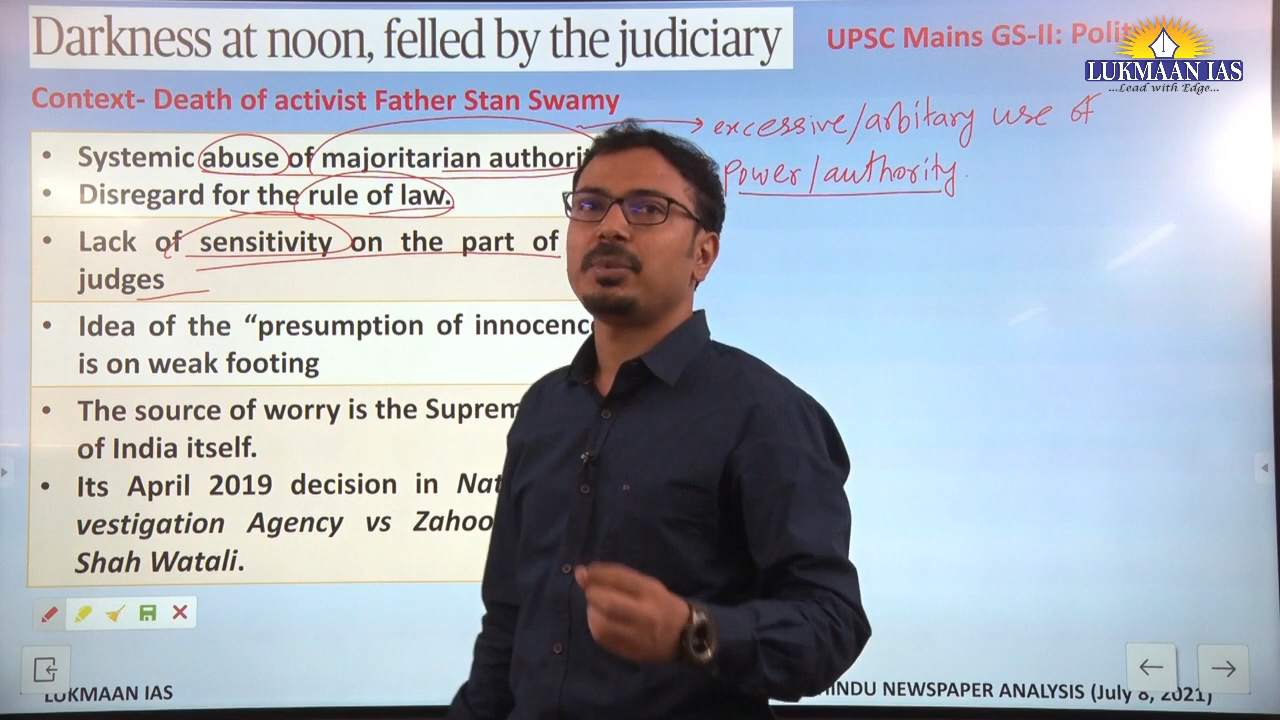 Darkness at noon, felled by the judiciary
UPSC Mains GS-II:
LUKMAAN IAS
...Lead with Edge...
Context- Death of activist Father Stan Swamy
excessive/arbitary use of
power/authority.
• Systemic abuse of majoritarian authorit
• Disregard for the rule of law.
• Lack of sensitivity on the part of
judges
• Idea of the “presumption of innocenc
is on weak footing
• The source of worry is the Suprem
of India itself.
• Its April 2019 decision in Nat
vestigation Agency vs Zahoo
Shah Watali.
LUKMAAN IAS
HINDU NEWSPAPER ANALYSIS (July 8, 2021)